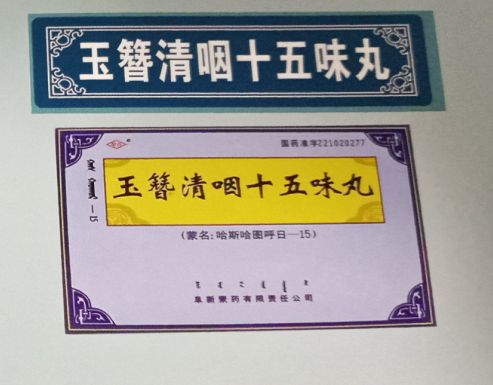 玉簪清咽十五味丸
国药准字Z21020277
玉簪清咽十五味丸
(蒙名:哈斯哈图呼日—15)
阜新蒙药有限责任公司